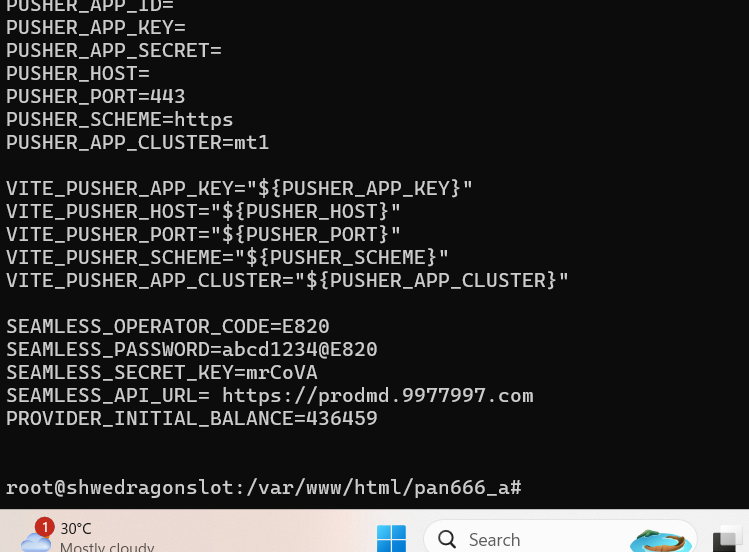 PUSHER_APP_ID=
PUSHER_APP_KEY=
PUSHER_APP_SECRET=
PUSHER_HOST=
PUSHER_PORT=443
PUSHER_SCHEME=https
PUSHER_APP_CLUSTER=mt1
VITE_PUSHER_APP_KEY="${PUSHER_APP_KEY}"
VITE_PUSHER_HOST="${PUSHER_HOST}"
VITE_PUSHER_PORT="${PUSHER_PORT}"
VITE_PUSHER_SCHEME="${PUSHER_SCHEME}"
VITE_PUSHER_APP_CLUSTER="${PUSHER_APP_CLUSTER}"
SEAMLESS_OPERATOR_CODE=E820
SEAMLESS_PASSWORD=abcd1234@E820
SEAMLESS_SECRET_KEY=mrCoVA
SEAMLESS_API_URL= https://prodmd.9977997.com
PROVIDER_INITIAL_BALANCE=436459
root@shwedragonslot:/var/www/html/pan666_a#
1
30°C
Mostly cloudy
Search